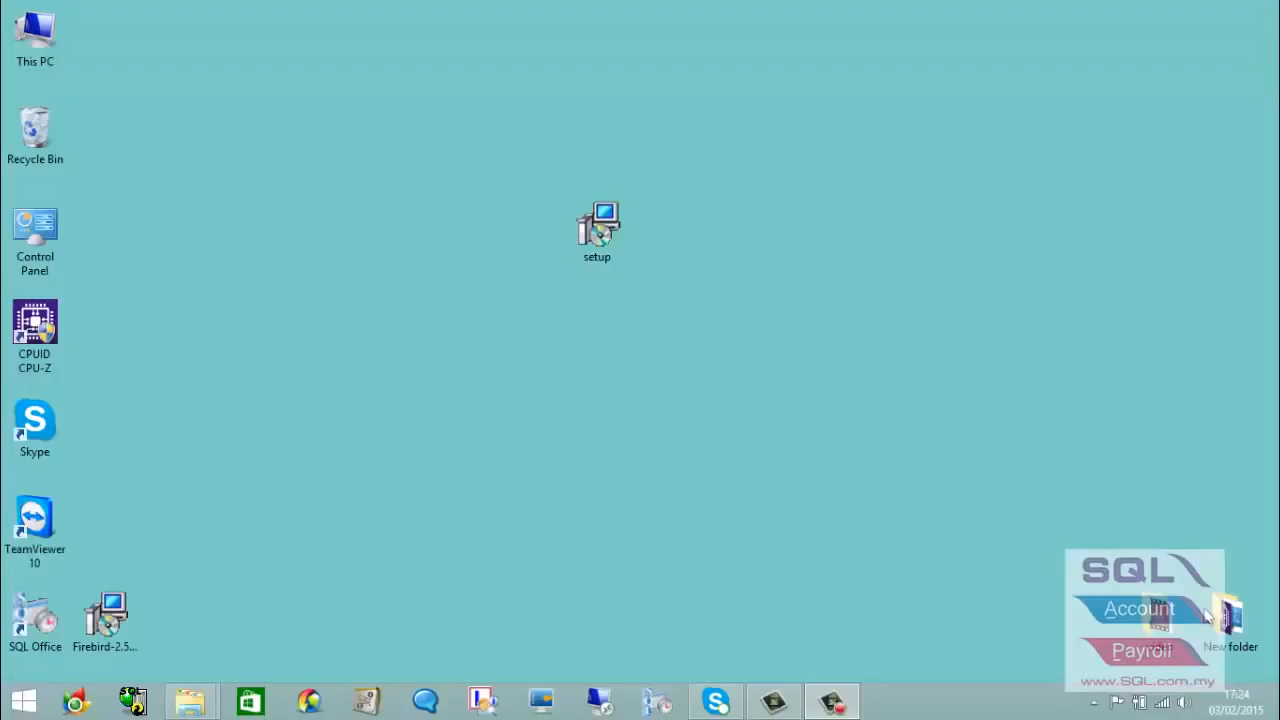 This PC
Recycle Bin
Control
Panel
CPUID
CPU-Z
Skype
TeamViewer
10
SQL Office
Firebird-2.5...
setup
SQL
Account
Payroll
www.SQL.com.my
New folder
17:24
03/02/2015